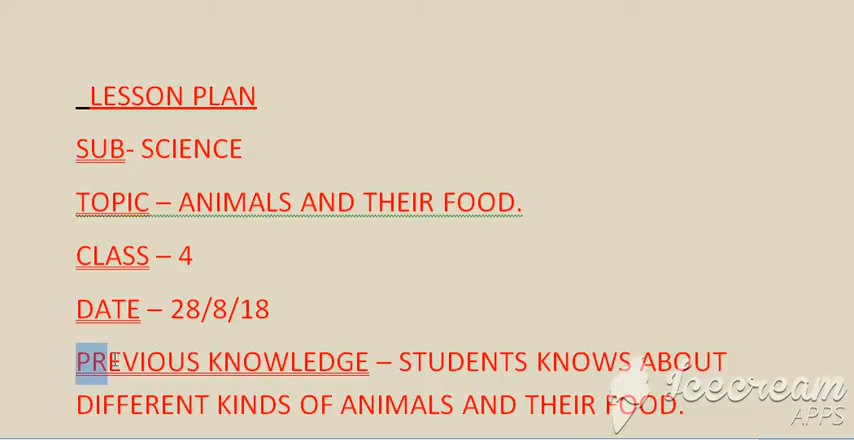 LESSON PLAN
SUB- SCIENCE
TOPIC – ANIMALS AND THEIR FOOD.
CLASS – 4
DATE – 28/8/18
PREVIOUS KNOWLEDGE – STUDENTS KNOWS ABOUT
DIFFERENT KINDS OF ANIMALS AND THEIR FOOD.
Icecream
APPS